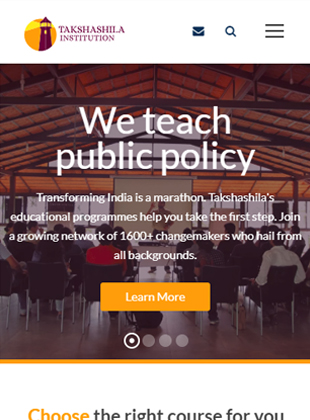 TAKSHASHILA
INSTITUTION
We teach
public policy
Transforming India is a marathon. Takshashila's
educational programmes help you take the first step. Join
a growing network of 1600+ changemakers who hail from
all backgrounds.
Learn More
Choose the right course for you